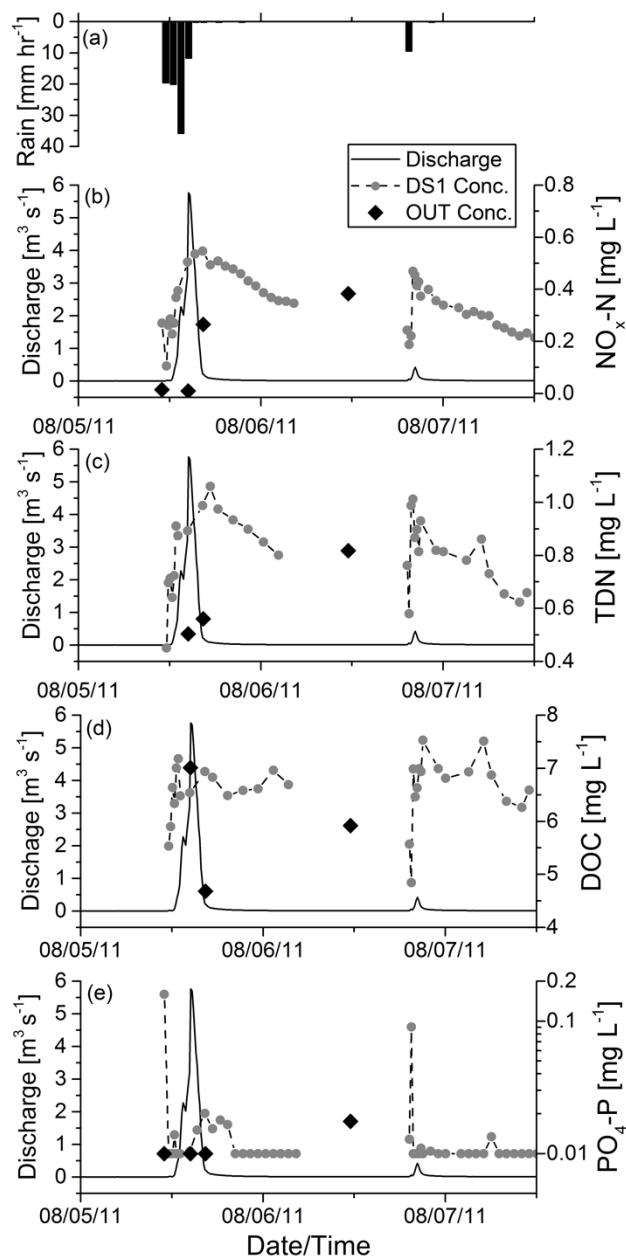 (a)
Rain [mm hr⁻¹]
0
10
20
30
40
Discharge
DS1 Conc.
OUT Conc.
(b)
Discharge [m³ s⁻¹]
6
5
4
3
2
1
0
0.8
0.6
0.4
0.2
0.0
NOₓ-N [mg L⁻¹]
08/05/11 08/06/11 08/07/11
(c)
Discharge [m³ s⁻¹]
6
5
4
3
2
1
0
1.2
1.0
0.8
0.6
0.4
TDN [mg L⁻¹]
08/05/11 08/06/11 08/07/11
(d)
Dischage [m³ s⁻¹]
6
5
4
3
2
1
0
8
7
6
5
4
DOC [mg L⁻¹]
08/05/11 08/06/11 08/07/11
(e)
Discharge [m³ s⁻¹]
6
5
4
3
2
1
0
0.2
0.1
0.01
PO₄-P [mg L⁻¹]
08/05/11 08/06/11 08/07/11
Date/Time